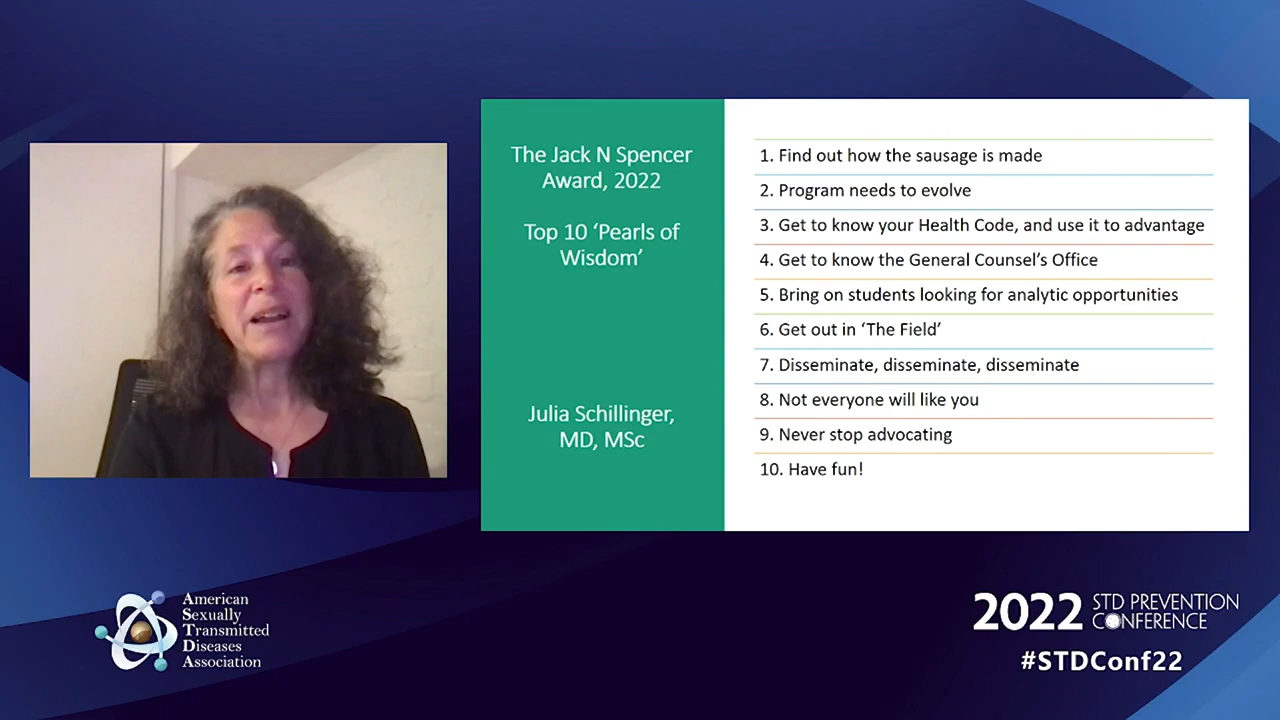 The Jack N Spencer
Award, 2022
Top 10 ‘Pearls of
Wisdom’
Julia Schillinger,
MD, MSc
1. Find out how the sausage is made
2. Program needs to evolve
3. Get to know your Health Code, and use it to advantage
4. Get to know the General Counsel’s Office
5. Bring on students looking for analytic opportunities
6. Get out in ‘The Field’
7. Disseminate, disseminate, disseminate
8. Not everyone will like you
9. Never stop advocating
10. Have fun!
American
Sexually
Transmitted
Diseases
Association
2022 STD PREVENTION
CONFERENCE
#STDConf22